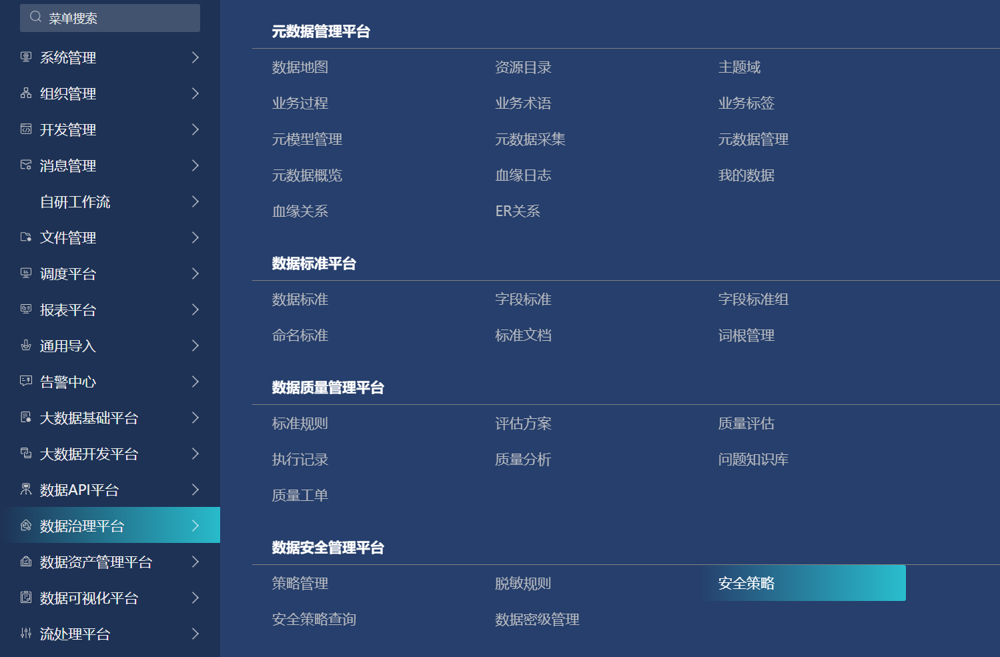 菜单搜索
系统管理
组织管理
开发管理
消息管理
自研工作流
文件管理
调度平台
报表平台
通用导入
告警中心
大数据基础平台
大数据开发平台
数据API平台
数据治理平台
数据资产管理平台
数据可视化平台
流处理平台
元数据管理平台
数据地图 资源目录 主题域
业务过程 业务术语 业务标签
元模型管理 元数据采集 元数据管理
元数据概览 血缘日志 我的数据
血缘关系 ER关系
数据标准平台
数据标准 字段标准 字段标准组
命名标准 标准文档 词根管理
数据质量管理平台
标准规则 评估方案 质量评估
执行记录 质量分析 问题知识库
质量工单
数据安全管理平台
策略管理 脱敏规则 安全策略
安全策略查询 数据密级管理